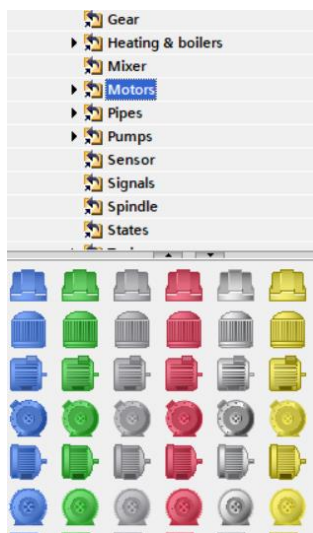 Gear
Heating & boilers
Mixer
Motors
Pipes
Pumps
Sensor
Signals
Spindle
States